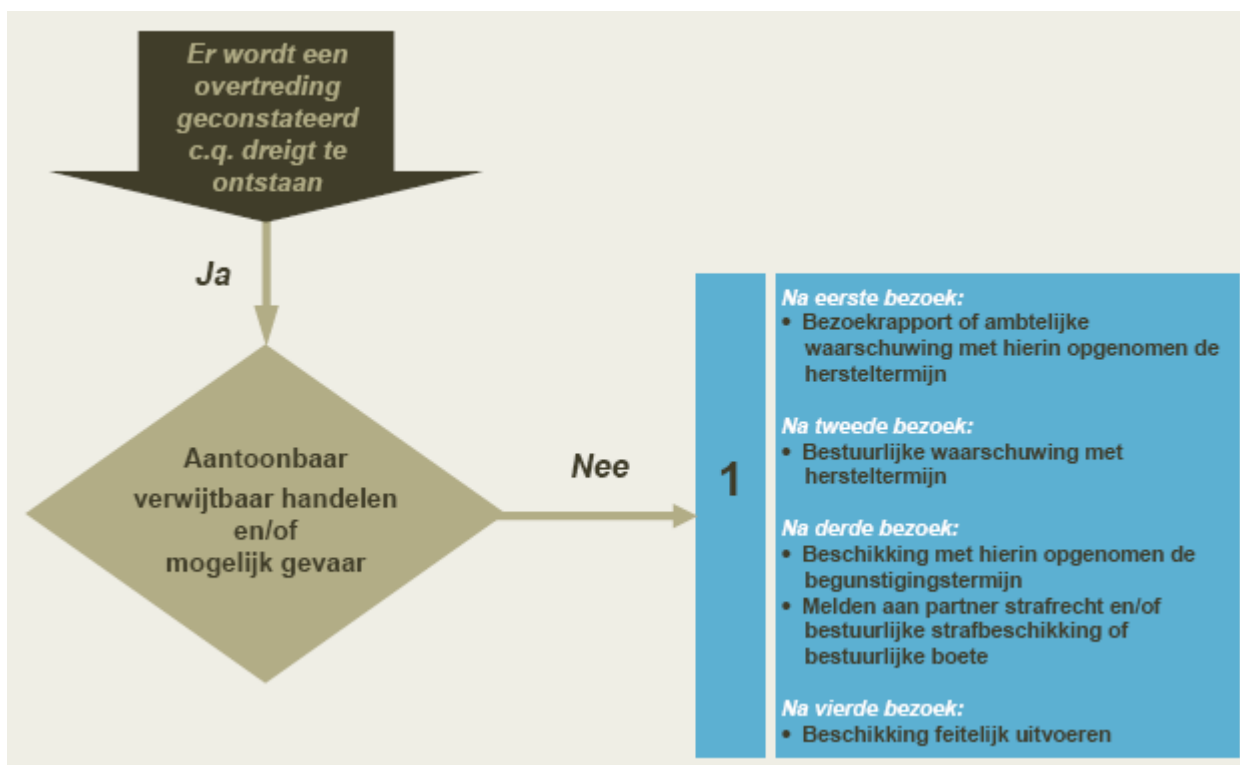 Er wordt een
overtreding
geconstateerd
c.q. dreigt te
ontstaan
Ja
Aantoonbaar
verwijtbaar handelen
en/of
mogelijk gevaar
Nee
1
Na eerste bezoek:
• Bezoekrapport of ambtelijke
waarschuwing met hierin opgenomen de
hersteltermijn
Na tweede bezoek:
• Bestuurlijke waarschuwing met
hersteltermijn
Na derde bezoek:
• Beschikking met hierin opgenomen de
begunstigingstermijn
• Melden aan partner strafrecht en/of
bestuurlijke strafbeschikking of
bestuurlijke boete
Na vierde bezoek:
• Beschikking feitelijk uitvoeren